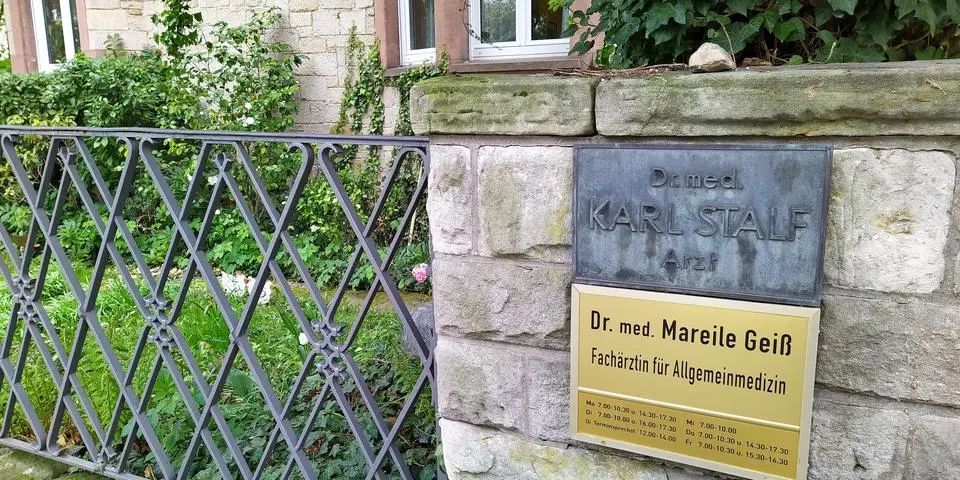 Dr. med.
KARL STALF
Arzt
Dr. med. Mareile Geiß
Fachärztin für Allgemeinmedizin
Mo 7.00-10.30 u. 14.30-17.30 Mi 7.00-10.00
Di 7.00-10.00 u. 16.00-17.30 Do 7.00-10.30 u. 14.30-17.30
Di Terminsprechst. 12.00-14.00 Fr 7.00-10.30 u. 15.30-16.30